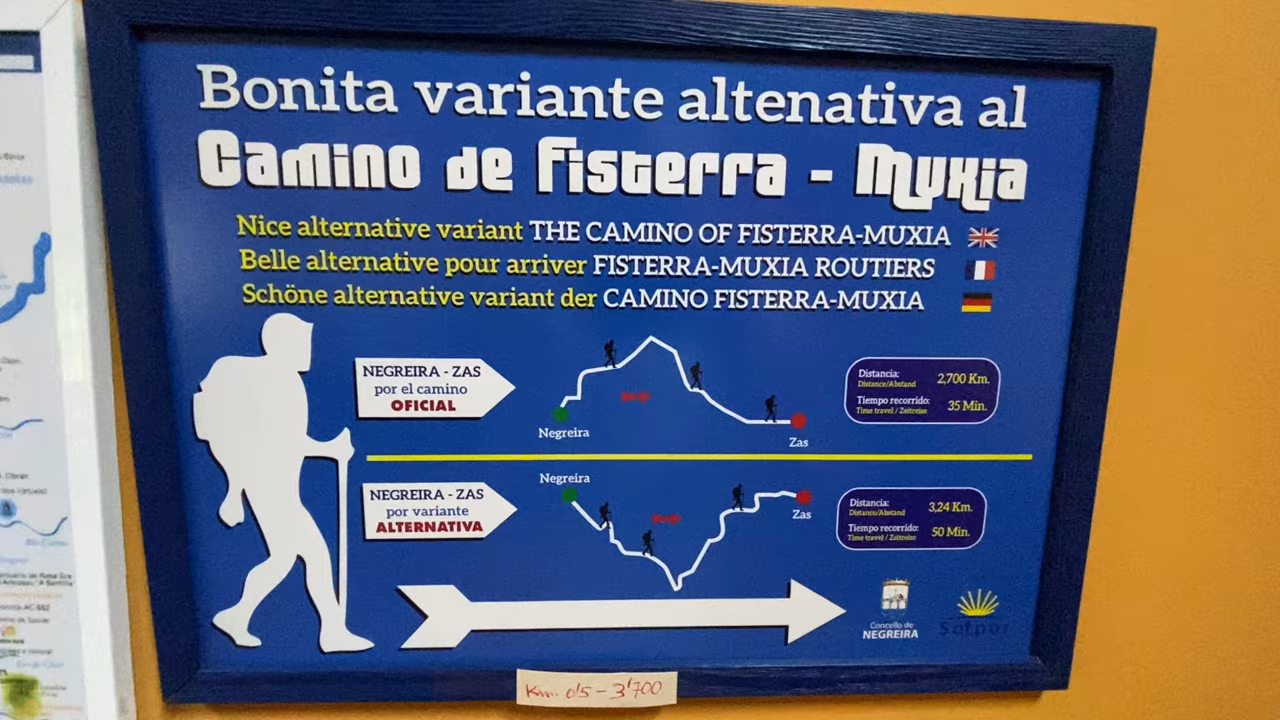 Bonita variante altenativa al
Camino de Fisterra - Muxia
Nice alternative variant THE CAMINO OF FISTERRA-MUXIA
Belle alternative pour arriver FISTERRA-MUXIA ROUTIERS
Schöne alternative variant der CAMINO FISTERRA-MUXIA
NEGREIRA - ZAS
por el camino
OFICIAL
Negreira
Zas
Distancia:
Distance/Abstand
2,700 Km.
Tiempo recorrido:
Time travel / Zeitreise
35 Min.
NEGREIRA - ZAS
por variante
ALTERNATIVA
Negreira
Zas
Distancia:
Distance/Abstand
3,24 Km.
Tiempo recorrido:
Time travel / Zeitreise
50 Min.
Concello de
NEGREIRA
Km. 0'5 - 3'700